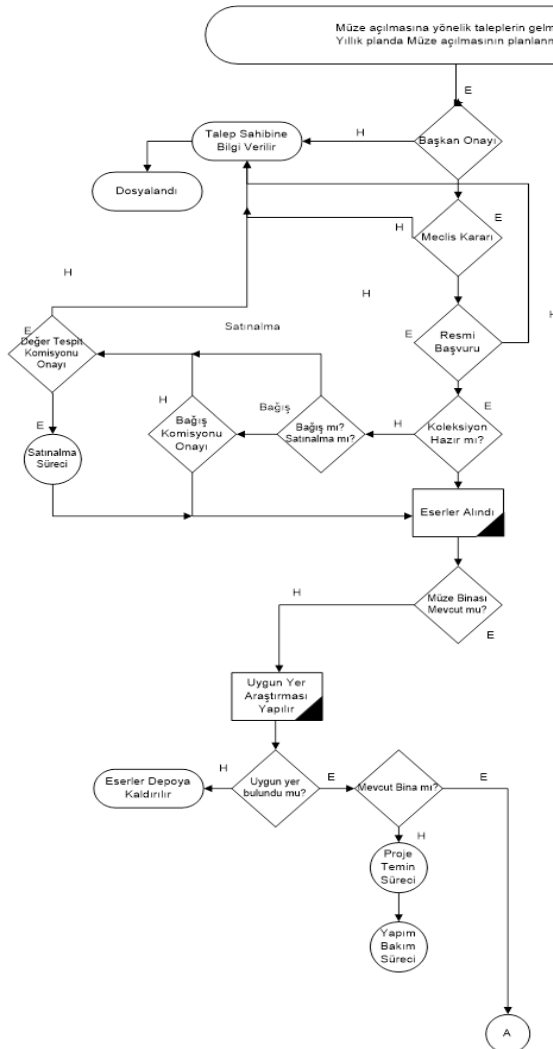 Müze açılmasına yönelik taleplerin
Yıllık planda Müze açılmasının
E
Talep Sahibine
Bilgi Verilir
H
Başkan Onayı
Dosyalandı
E
H
Meclis Kararı
H
H
Satınalma
E
Değer Tespit
Komisyonu
Onayı
E
Resmi
Başvuru
Bağış
H
Bağış
Komisyonu
Onayı
Bağış mı?
Satınalma mı?
H
E
Koleksiyon
Hazır mı?
E
Satınalma
Süreci
Eserler Alındı
H
Müze Binası
Mevcut mu?
E
Uygun Yer
Araştırması
Yapılır
H
Eserler Depoya
Kaldırılır
Uygun yer
bulundu mu?
E
Mevcut Bina mı?
E
H
Proje
Temin
Süreci
Yapım
Bakım
Süreci
A